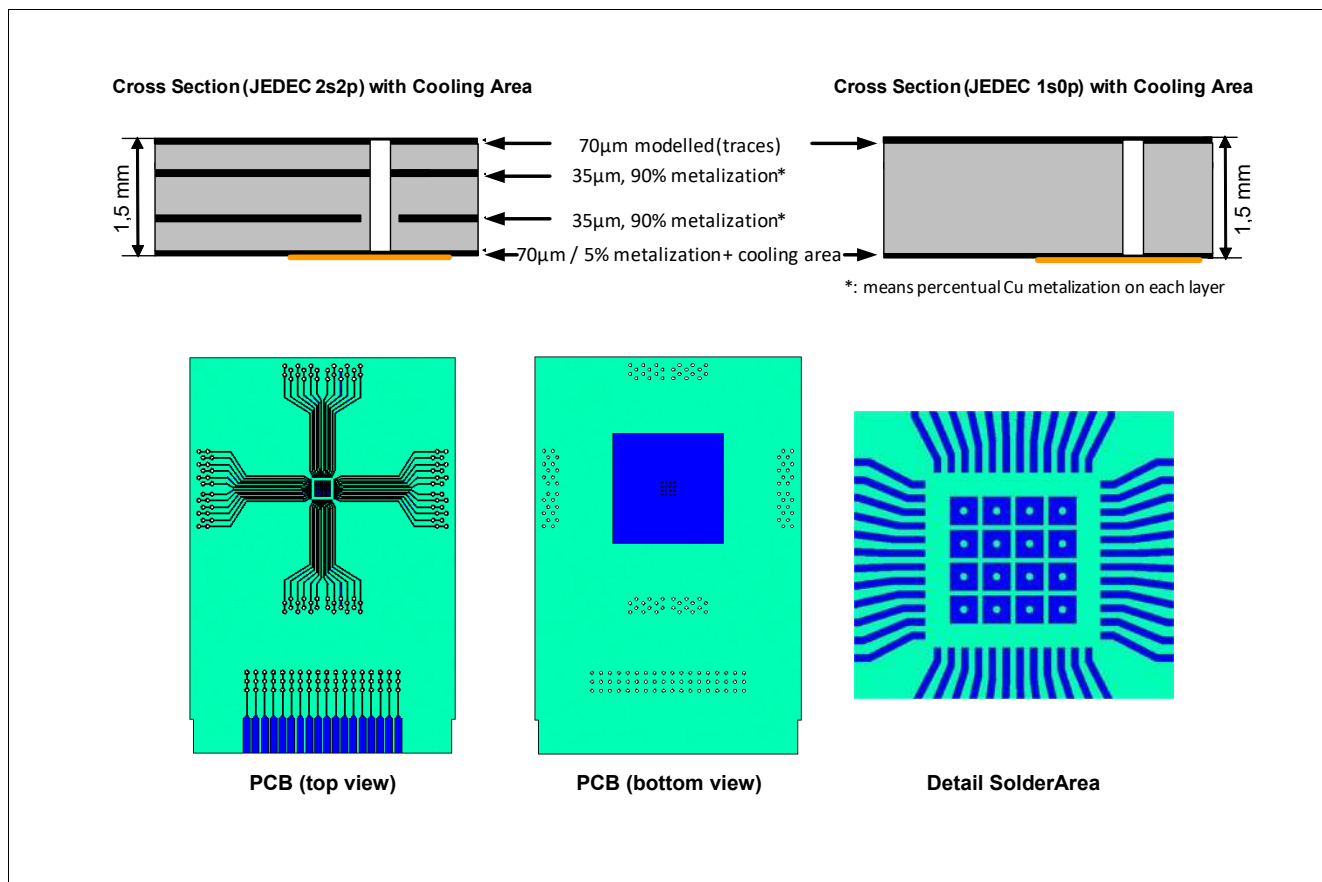 Cross Section (JEDEC 2s2p) with Cooling Area
Cross Section (JEDEC 1s0p) with Cooling Area
1,5 mm
70µm modelled (traces)
35µm, 90% metalization*
35µm, 90% metalization*
70µm / 5% metalization + cooling area
1,5 mm
*: means percentual Cu metalization on each layer
PCB (top view)
PCB (bottom view)
Detail SolderArea